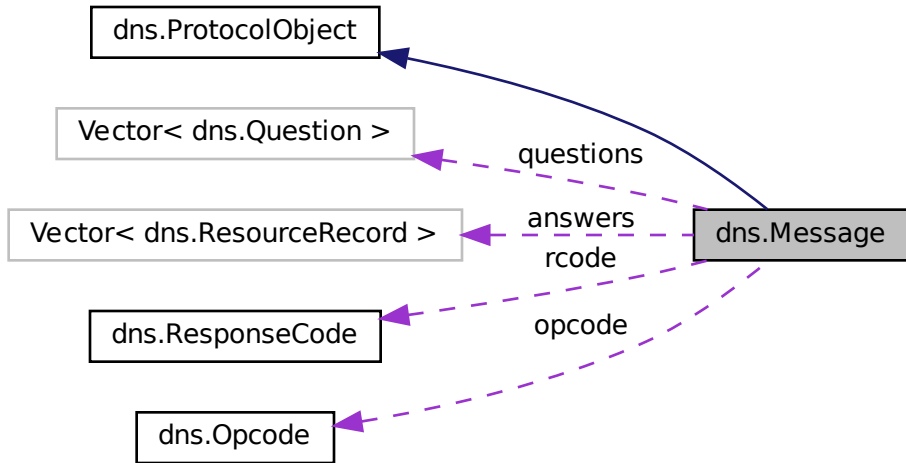 dns.ProtocolObject
Vector< dns.Question >
questions
Vector< dns.ResourceRecord >
answers
dns.Message
rcode
dns.ResponseCode
opcode
dns.Opcode